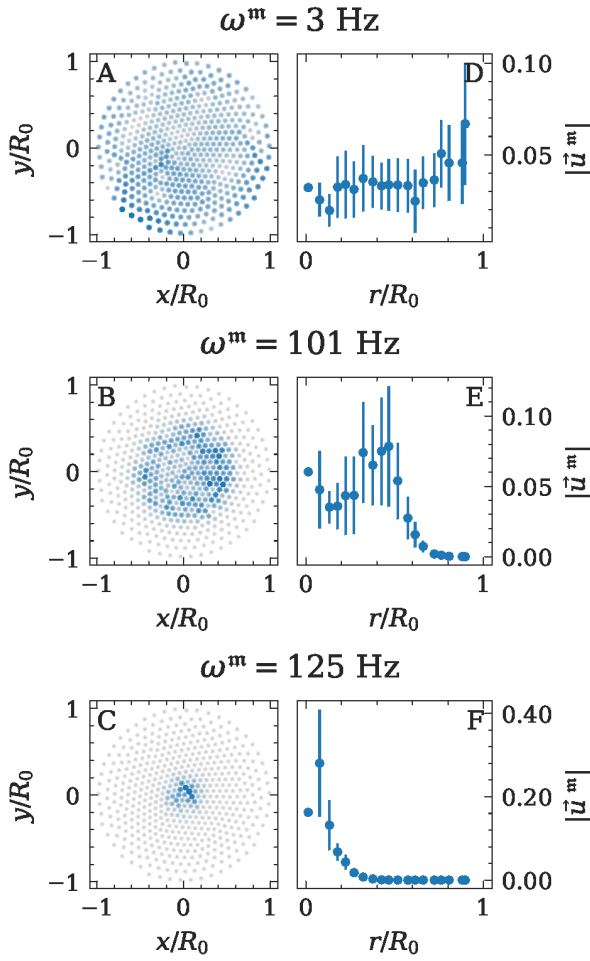 ω^𝔪 = 3 Hz
A
D
1
0
−1
y/R₀
−1
0
1
x/R₀
0
1
r/R₀
0.10
0.05
|u⃗^𝔪|
ω^𝔪 = 101 Hz
B
E
1
0
−1
y/R₀
−1
0
1
x/R₀
0
1
r/R₀
0.10
0.05
0.00
|u⃗^𝔪|
ω^𝔪 = 125 Hz
C
F
1
0
−1
y/R₀
−1
0
1
x/R₀
0
1
r/R₀
0.40
0.20
0.00
|u⃗^𝔪|